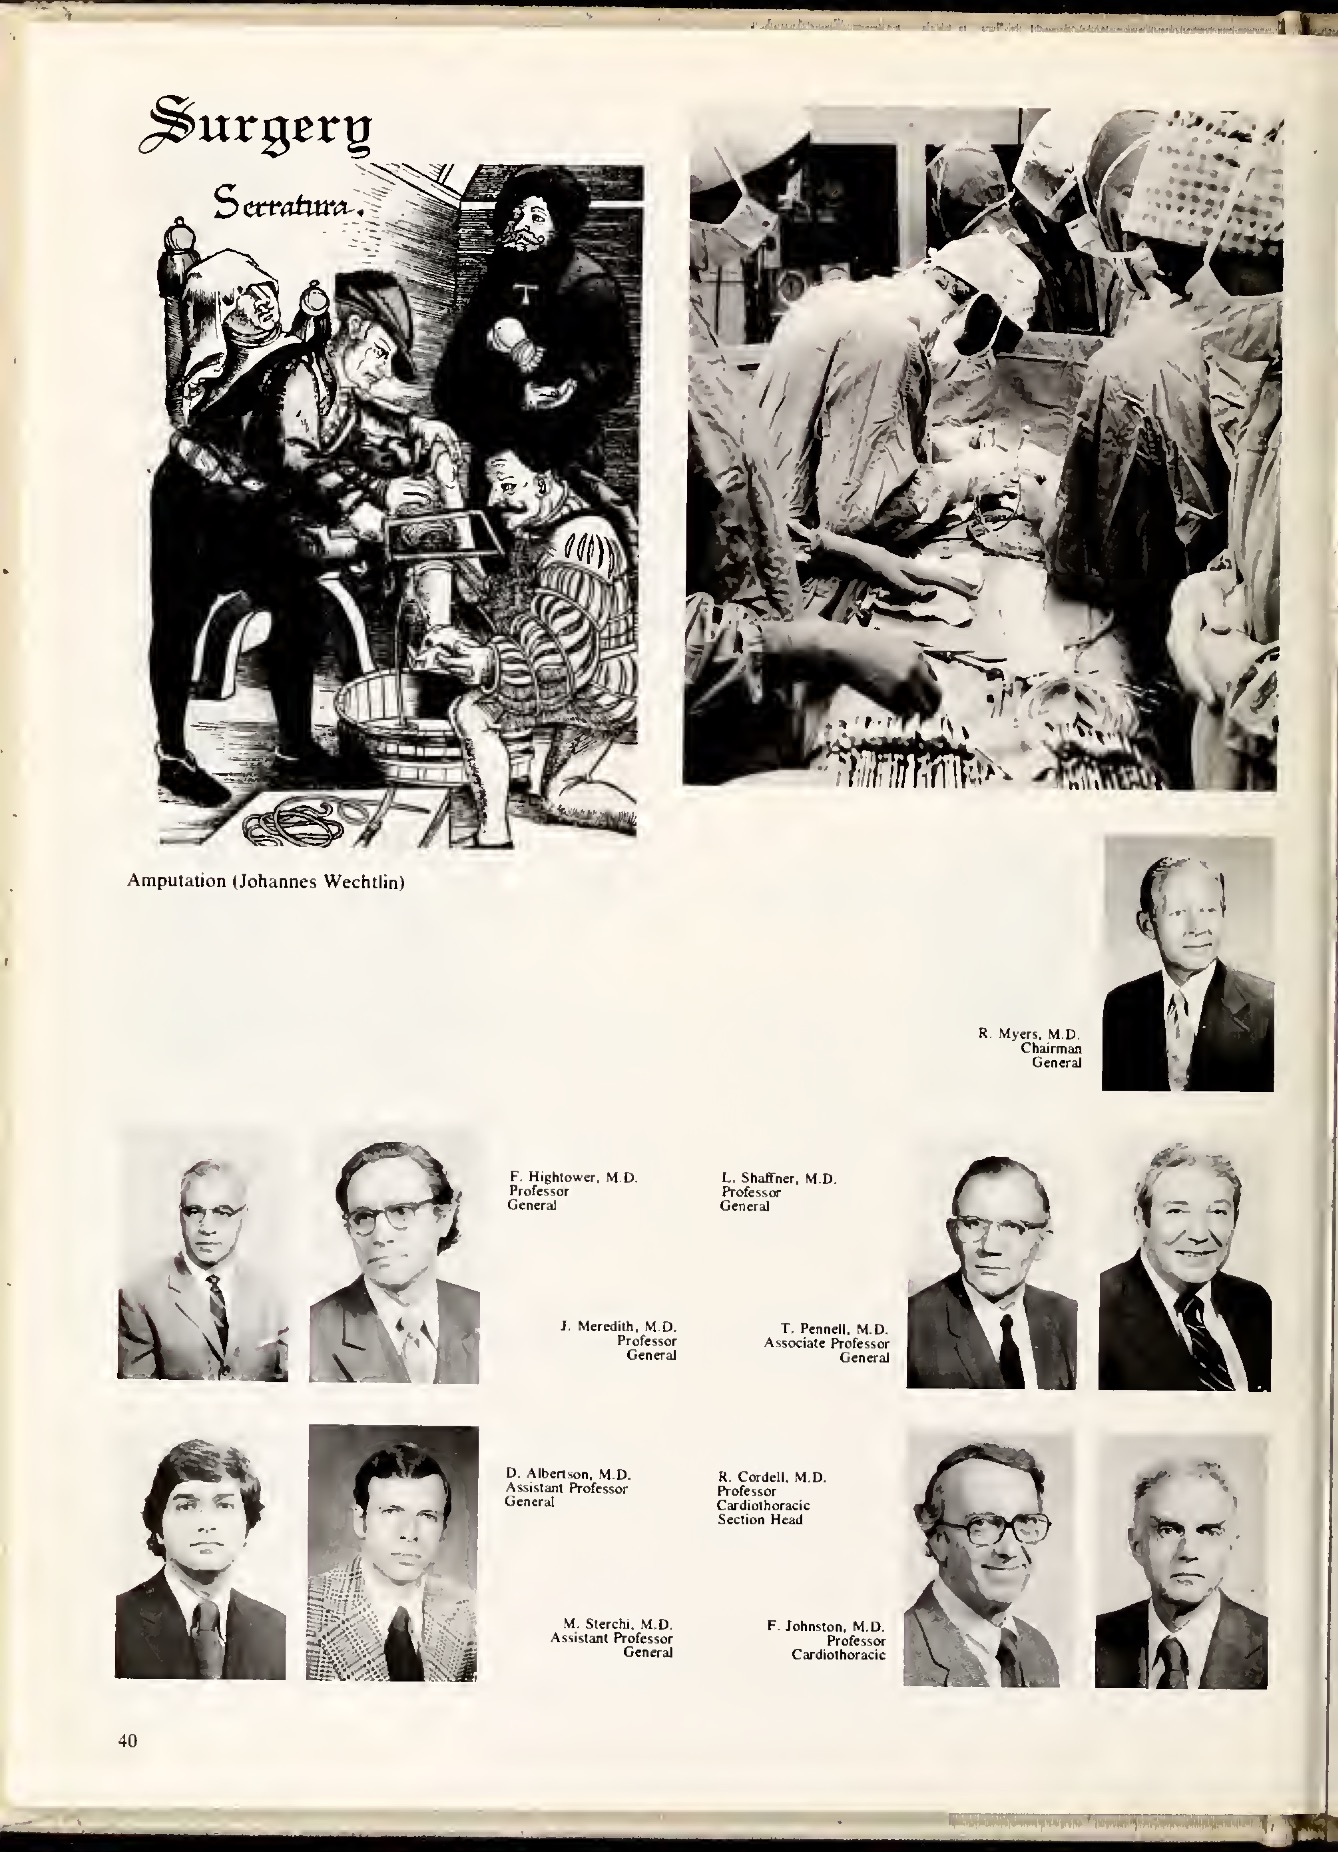 Surgery
Serratura.
Amputation (Johannes Wechtlin)
R. Myers, M.D.
Chairman
General
F. Hightower, M.D.
Professor
General
L. Shaffner, M.D.
Professor
General
J. Meredith, M.D.
Professor
General
T. Pennell, M.D.
Associate Professor
General
D. Albertson, M.D.
Assistant Professor
General
R. Cordell, M.D.
Professor
Cardiothoracic
Section Head
M. Sterchi, M.D.
Assistant Professor
General
F. Johnston, M.D.
Professor
Cardiothoracic
40